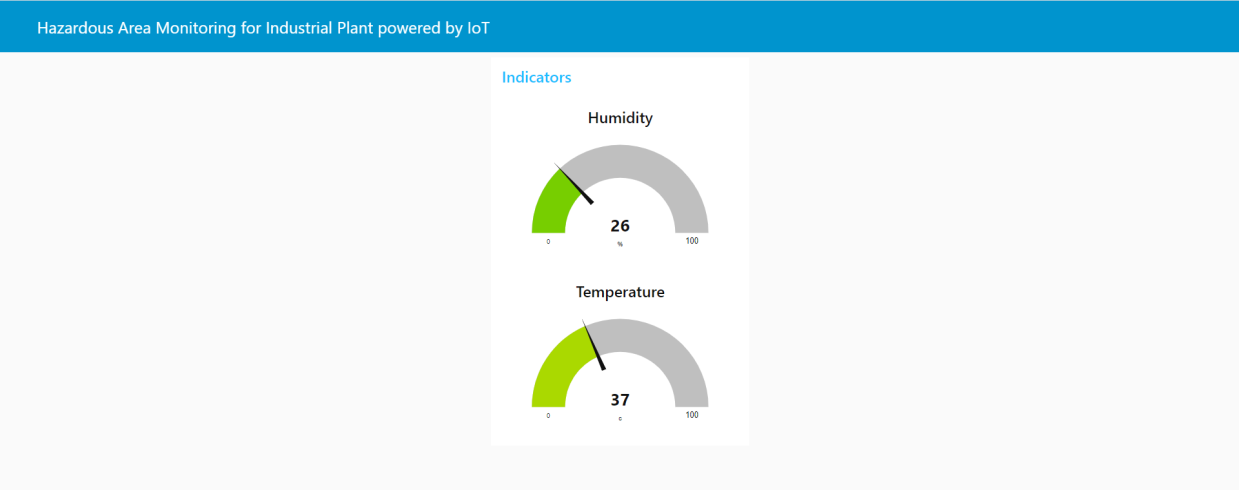 Hazardous Area Monitoring for Industrial Plant powered by IoT
Indicators
Humidity
26
%
0
100
Temperature
37
0
100